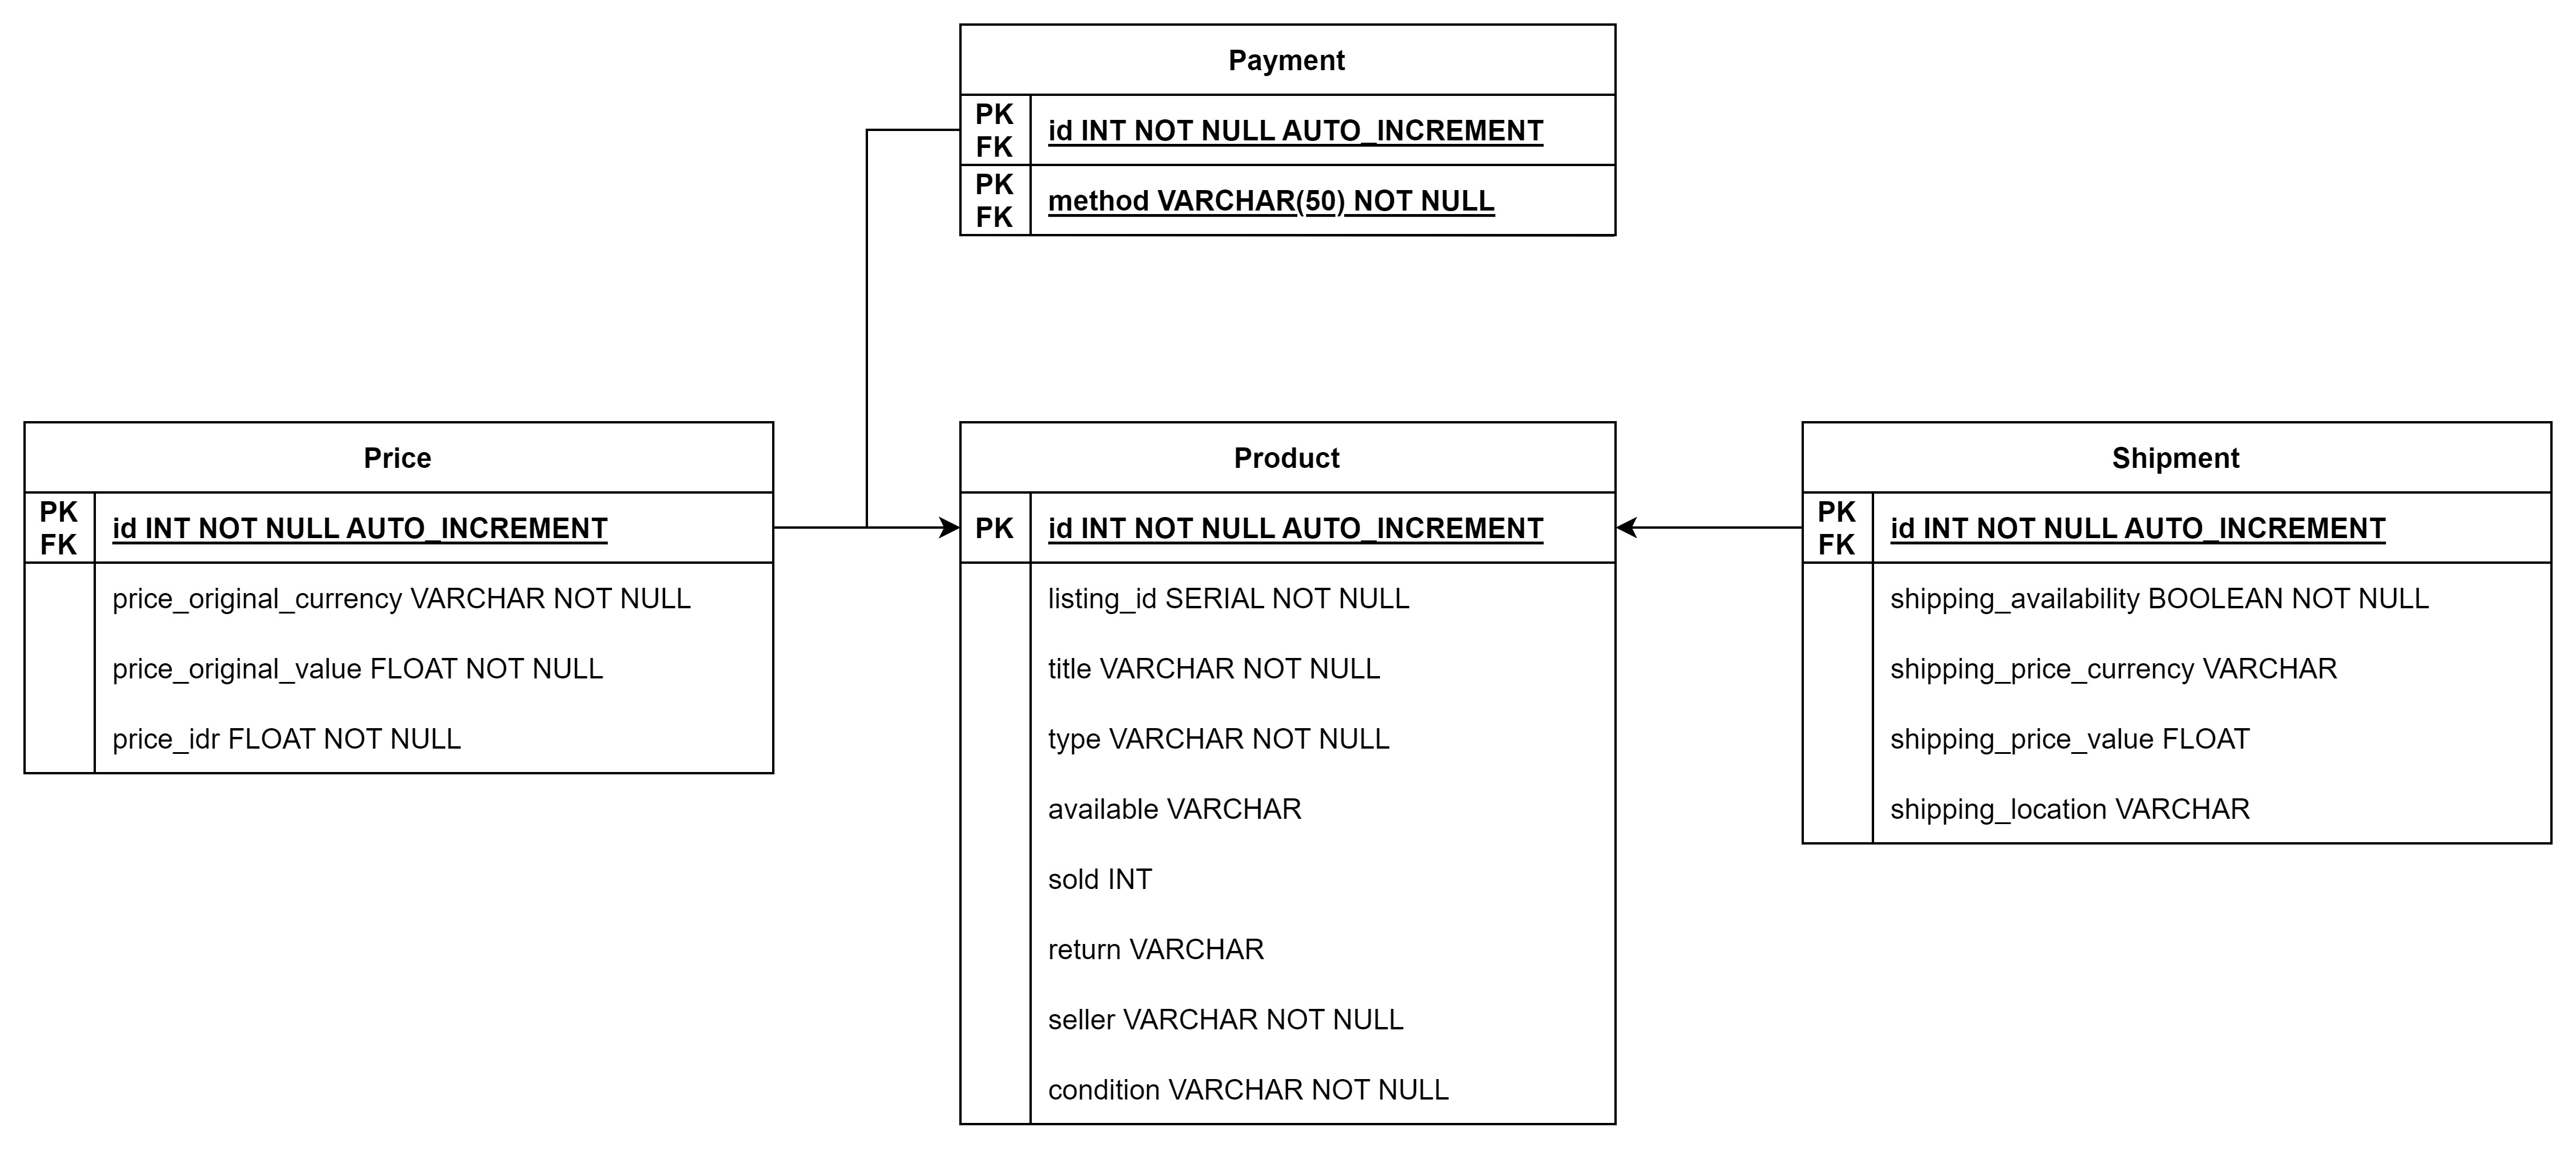 Payment
PK
FK
id INT NOT NULL AUTO_INCREMENT
PK
FK
method VARCHAR(50) NOT NULL
Price
PK
FK
id INT NOT NULL AUTO_INCREMENT
price_original_currency VARCHAR NOT NULL
price_original_value FLOAT NOT NULL
price_idr FLOAT NOT NULL
Product
PK
id INT NOT NULL AUTO_INCREMENT
listing_id SERIAL NOT NULL
title VARCHAR NOT NULL
type VARCHAR NOT NULL
available VARCHAR
sold INT
return VARCHAR
seller VARCHAR NOT NULL
condition VARCHAR NOT NULL
Shipment
PK
FK
id INT NOT NULL AUTO_INCREMENT
shipping_availability BOOLEAN NOT NULL
shipping_price_currency VARCHAR
shipping_price_value FLOAT
shipping_location VARCHAR